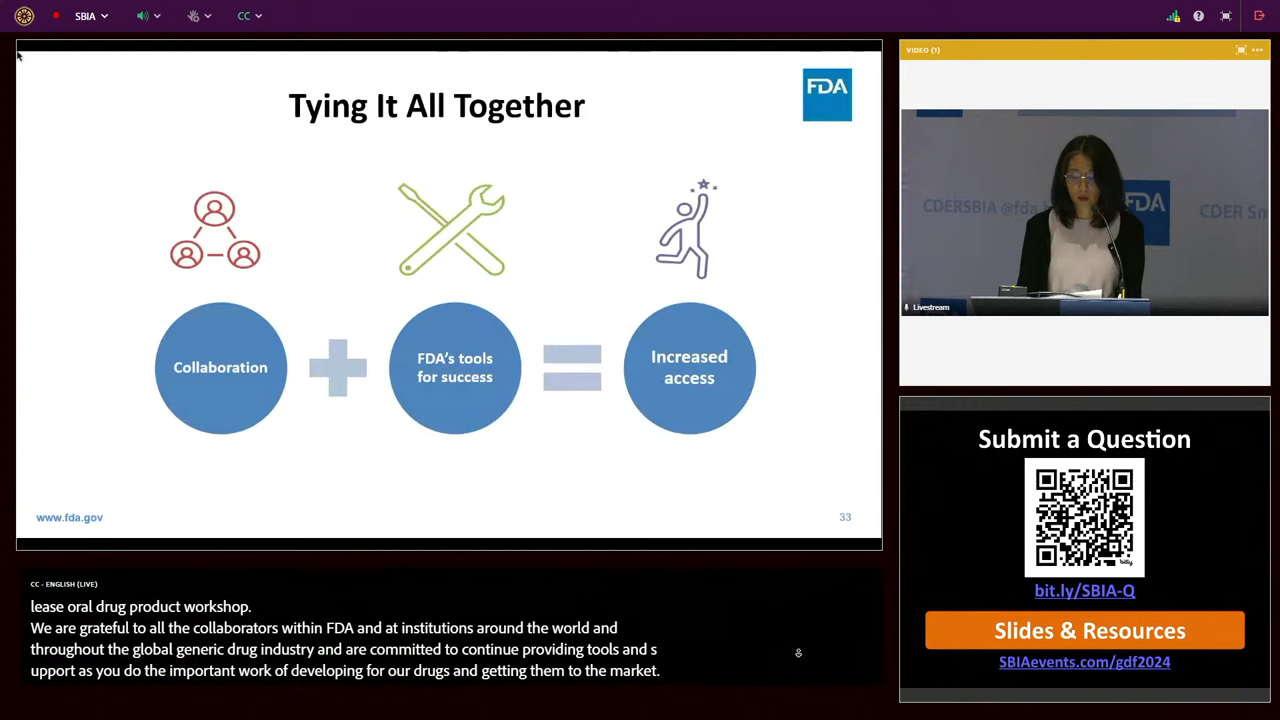 SBIA
CC
Tying It All Together
FDA
Collaboration
FDA's tools
for success
Increased
access
www.fda.gov
33
CC - ENGLISH (LIVE)
lease oral drug product workshop.
We are grateful to all the collaborators within FDA and at institutions around the world and
throughout the global generic drug industry and are committed to continue providing tools and s
upport as you do the important work of developing for our drugs and getting them to the market.
VIDEO (1)
CDERSBIA @fda
FDA
CDER Sm
Livestream
Submit a Question
bitly
bit.ly/SBIA-Q
Slides & Resources
SBIAevents.com/gdf2024